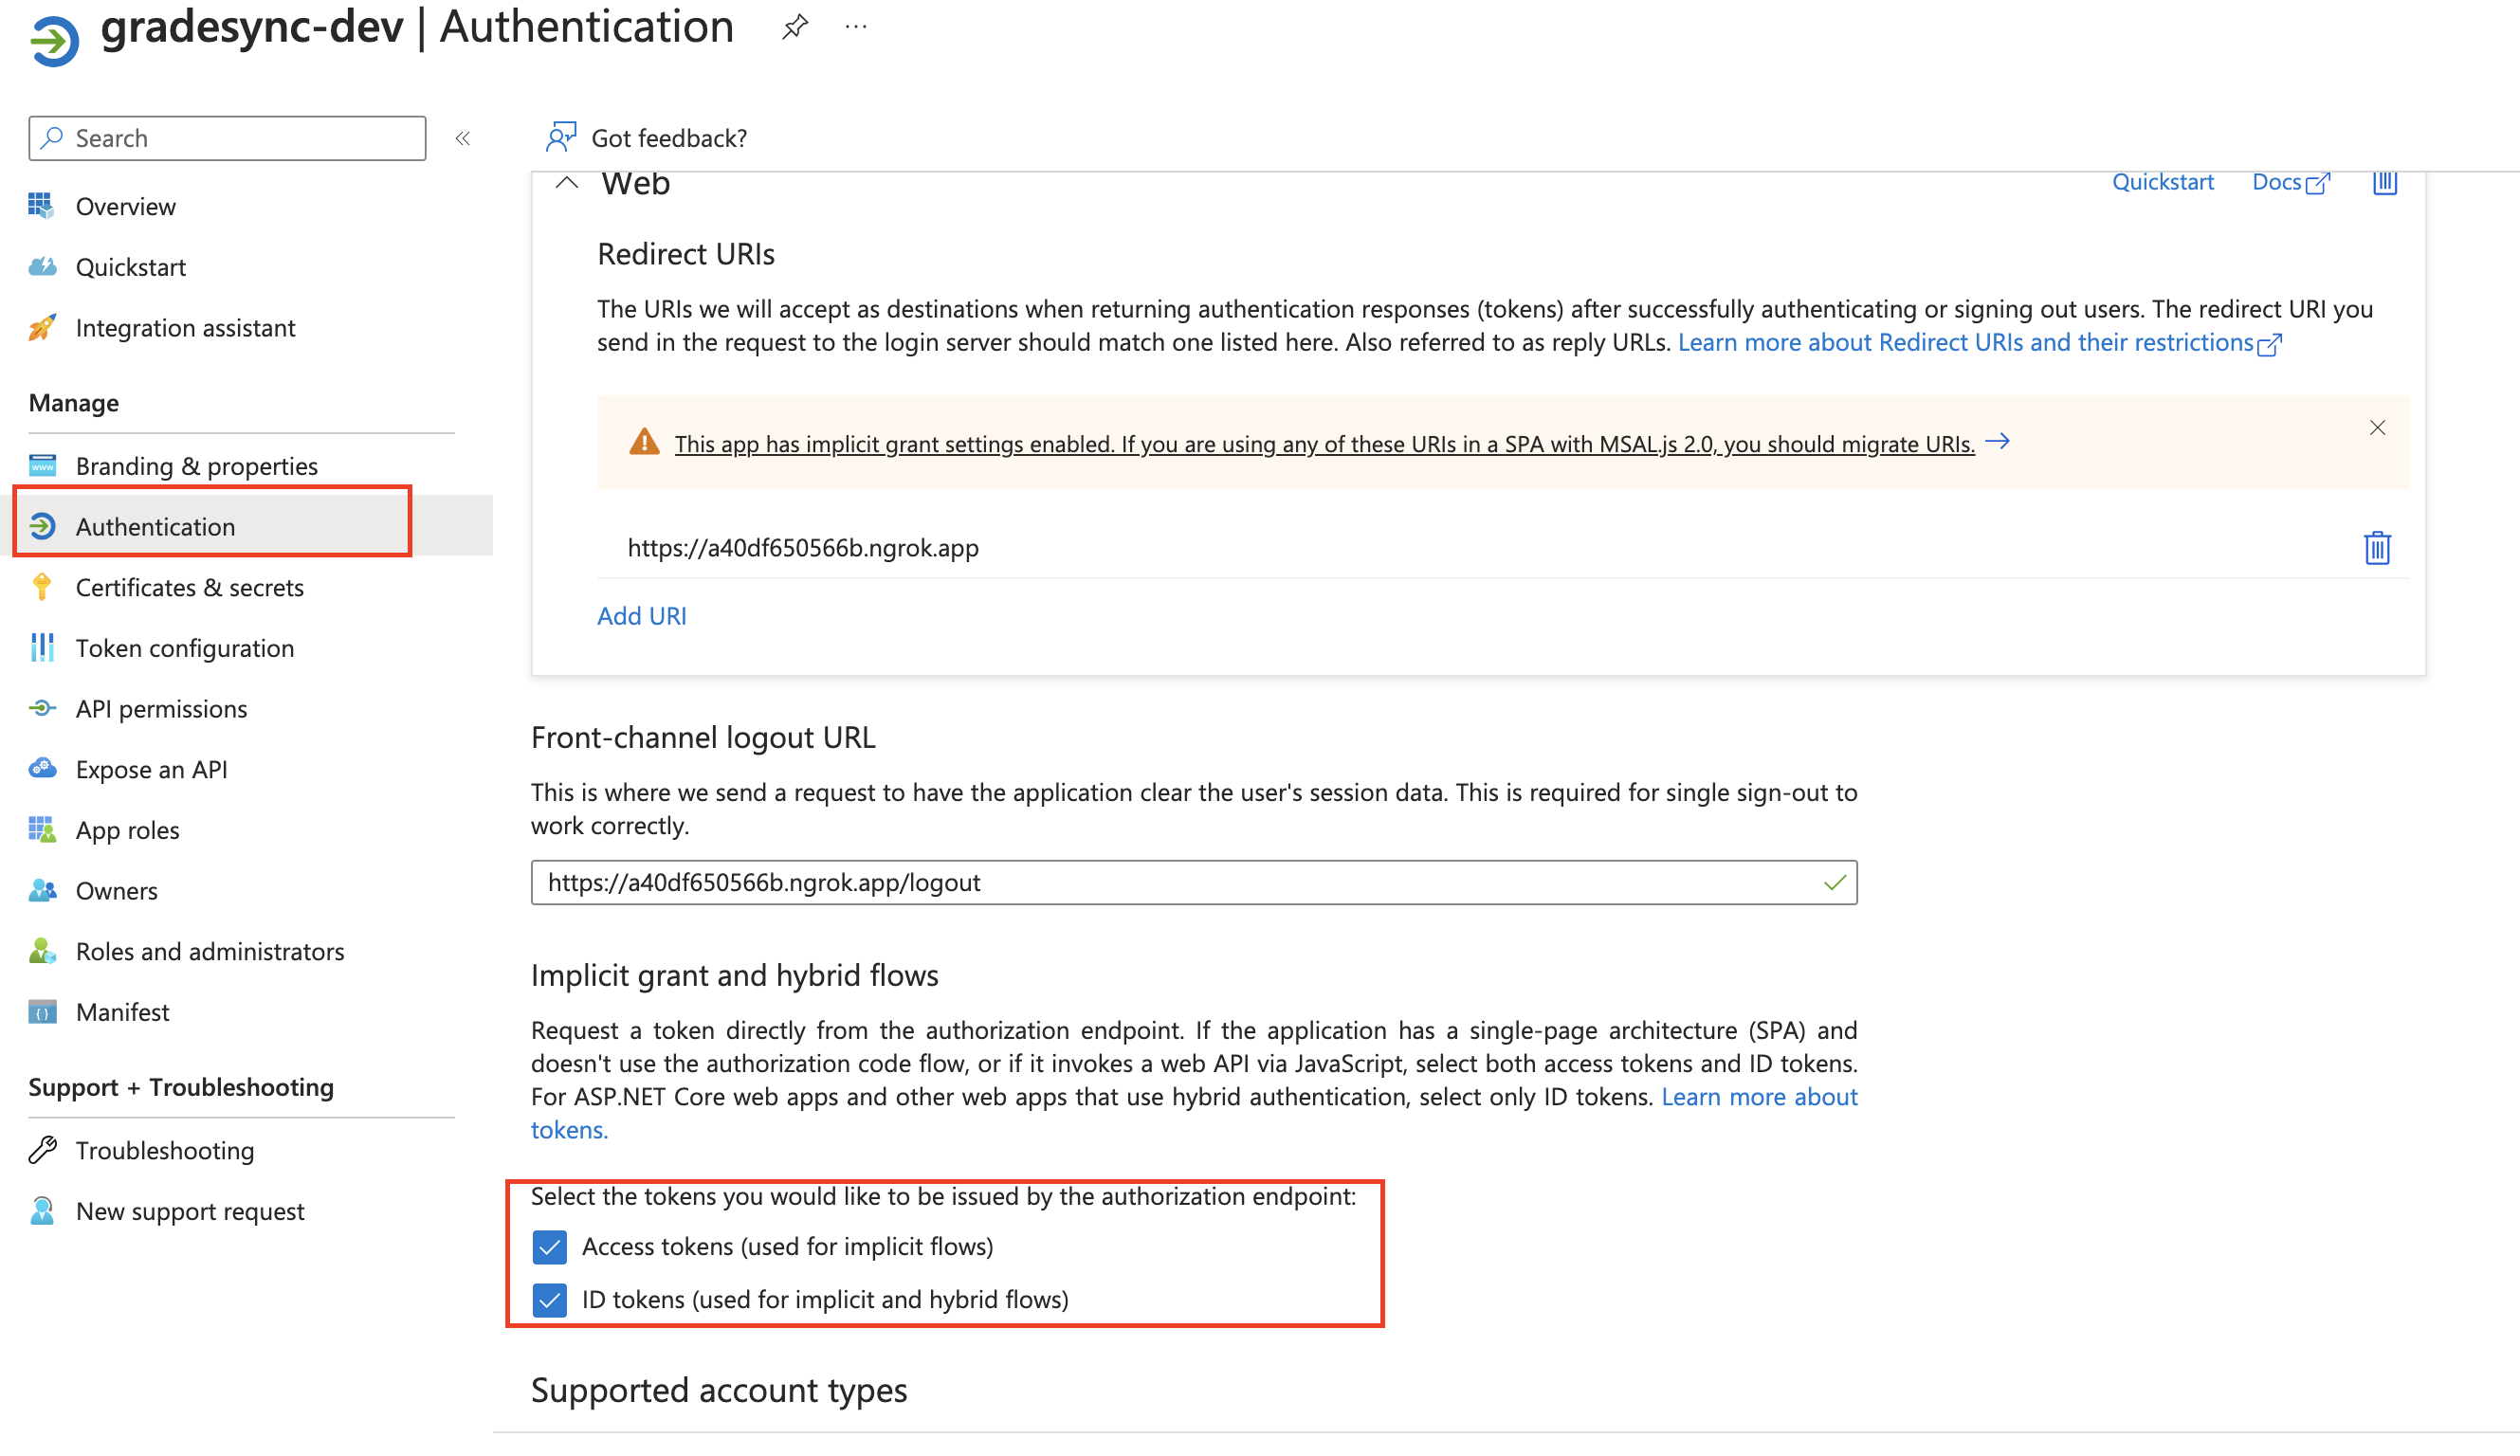 gradesync-dev | Authentication
Search
Overview
Quickstart
Integration assistant
Manage
Branding & properties
Authentication
Certificates & secrets
Token configuration
API permissions
Expose an API
App roles
Owners
Roles and administrators
Manifest
Support + Troubleshooting
Troubleshooting
New support request
Got feedback?
Web
Quickstart
Docs
Redirect URIs
The URIs we will accept as destinations when returning authentication responses (tokens) after successfully authenticating or signing out users. The redirect URI you
send in the request to the login server should match one listed here. Also referred to as reply URLs. Learn more about Redirect URIs and their restrictions
This app has implicit grant settings enabled. If you are using any of these URIs in a SPA with MSAL.js 2.0, you should migrate URIs.
https://a40df650566b.ngrok.app
Add URI
Front-channel logout URL
This is where we send a request to have the application clear the user's session data. This is required for single sign-out to
work correctly.
https://a40df650566b.ngrok.app/logout
Implicit grant and hybrid flows
Request a token directly from the authorization endpoint. If the application has a single-page architecture (SPA) and
doesn't use the authorization code flow, or if it invokes a web API via JavaScript, select both access tokens and ID tokens.
For ASP.NET Core web apps and other web apps that use hybrid authentication, select only ID tokens. Learn more about
tokens.
Select the tokens you would like to be issued by the authorization endpoint:
Access tokens (used for implicit flows)
ID tokens (used for implicit and hybrid flows)
Supported account types